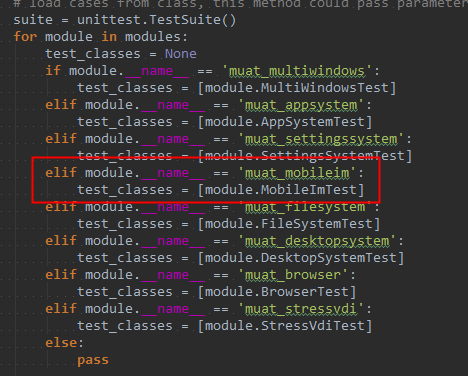 # load cases from class, this method could pass parameter
suite = unittest.TestSuite()
for module in modules:
test_classes = None
if module.__name__ == 'muat_multiwindows':
test_classes = [module.MultiWindowsTest]
elif module.__name__ == 'muat_appsystem':
test_classes = [module.AppSystemTest]
elif module.__name__ == 'muat_settingssystem':
test_classes = [module.SettingsSystemTest]
elif module.__name__ == 'muat_mobileim':
test_classes = [module.MobileImTest]
elif module.__name__ == 'muat_filesystem':
test_classes = [module.FileSystemTest]
elif module.__name__ == 'muat_desktopsystem':
test_classes = [module.DesktopSystemTest]
elif module.__name__ == 'muat_browser':
test_classes = [module.BrowserTest]
elif module.__name__ == 'muat_stressvdi':
test_classes = [module.StressVdiTest]
else:
pass